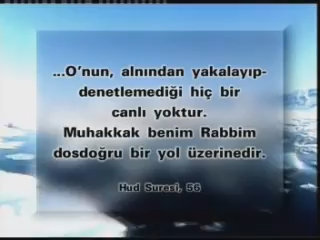 ...O'nun, alnından yakalayıp-
denetlemediği hiç bir
canlı yoktur.
Muhakkak benim Rabbim
dosdoğru bir yol üzerinedir.
Hud Suresi, 56